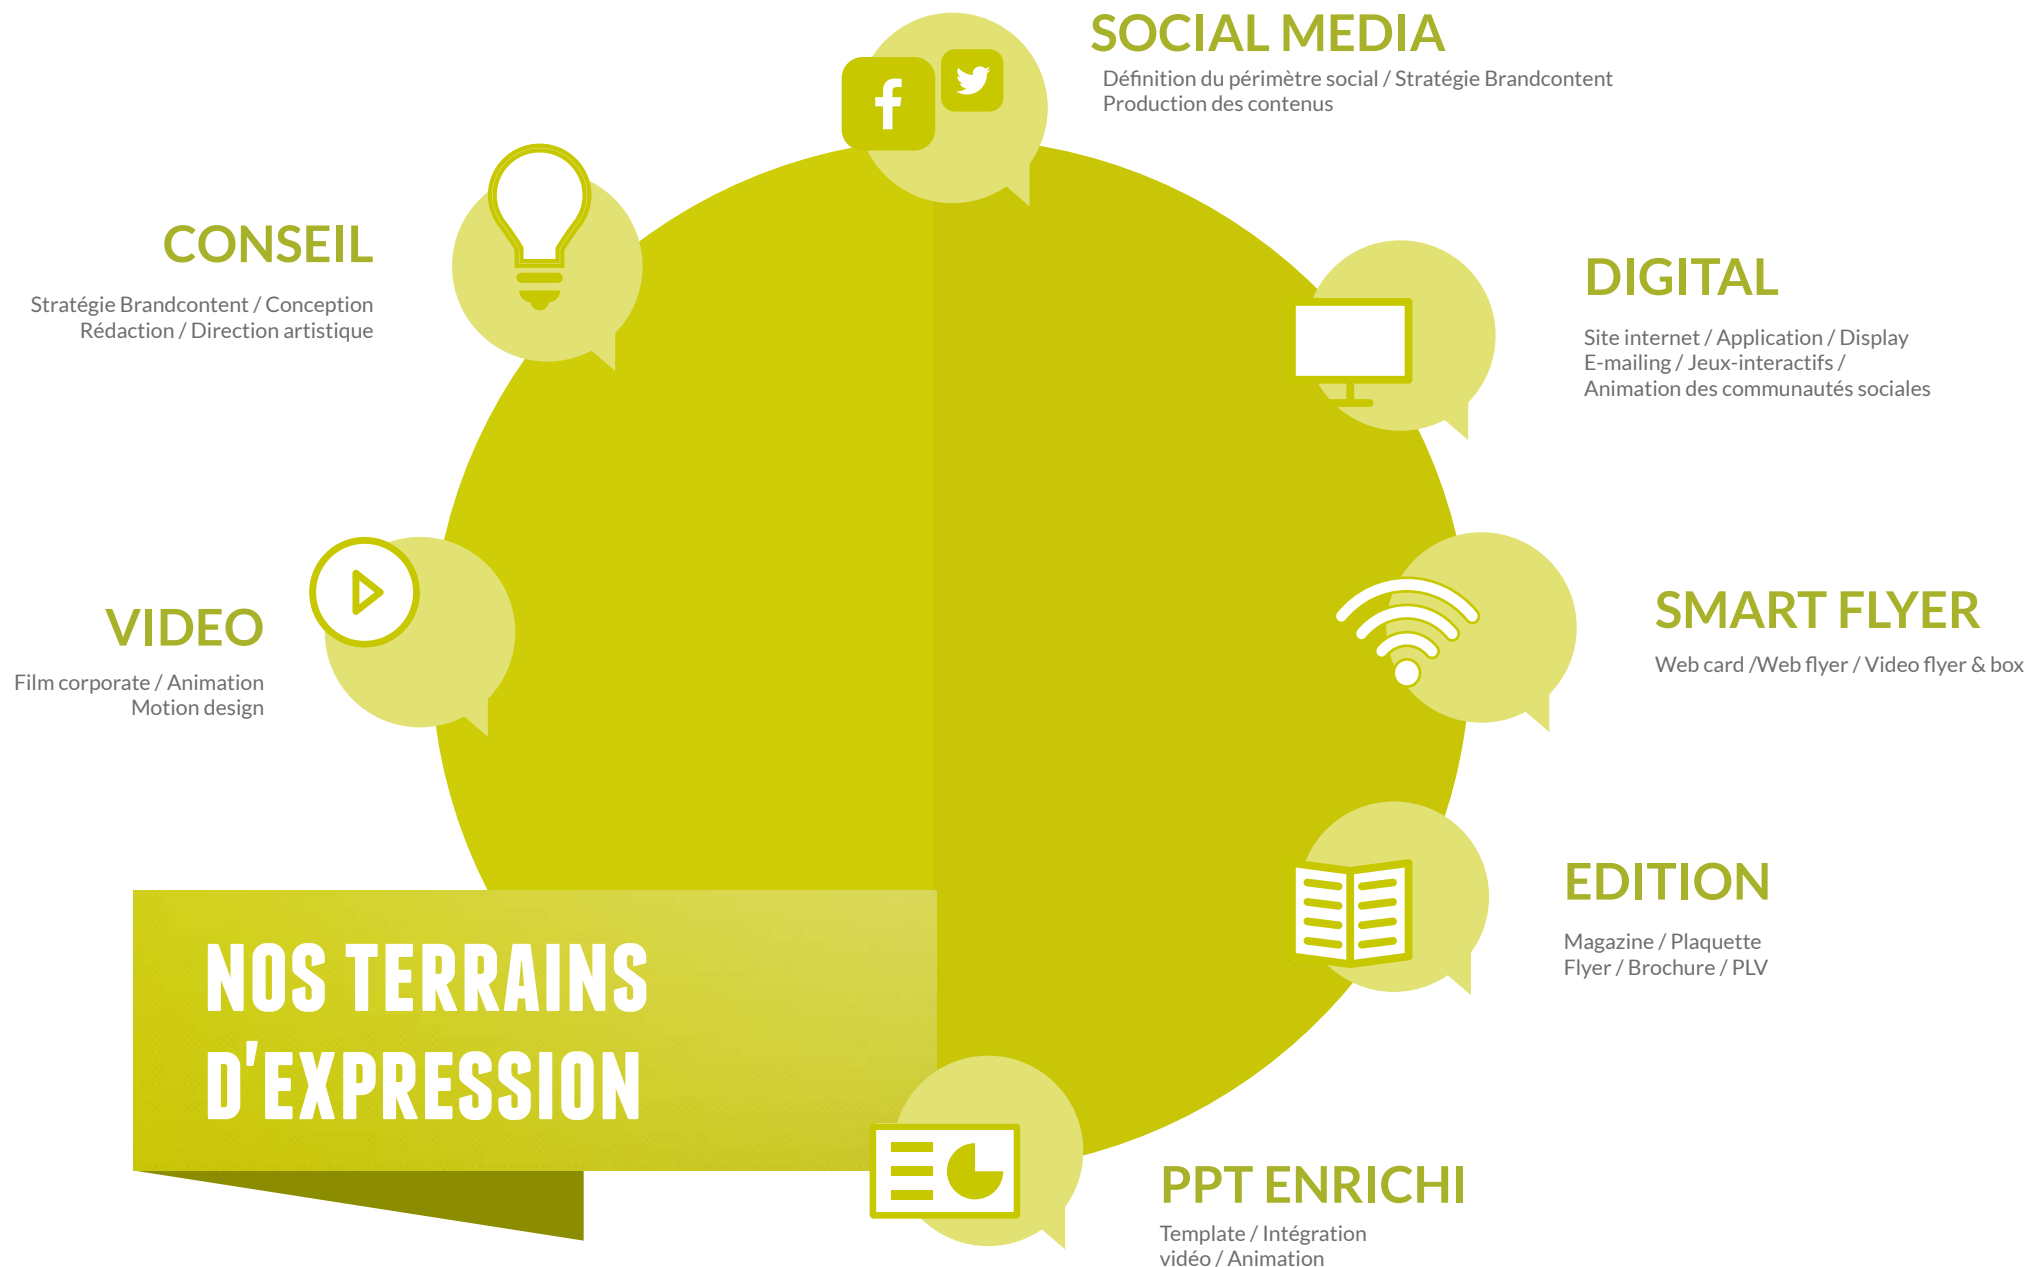 SOCIAL MEDIA
Définition du périmètre social / Stratégie Brandcontent
Production des contenus
CONSEIL
Stratégie Brandcontent / Conception
Rédaction / Direction artistique
DIGITAL
Site internet / Application / Display
E-mailing / Jeux-interactifs /
Animation des communautés sociales
VIDEO
Film corporate / Animation
Motion design
SMART FLYER
Web card /Web flyer / Video flyer & box
EDITION
Magazine / Plaquette
Flyer / Brochure / PLV
NOS TERRAINS
D'EXPRESSION
PPT ENRICHI
Template / Intégration
vidéo / Animation